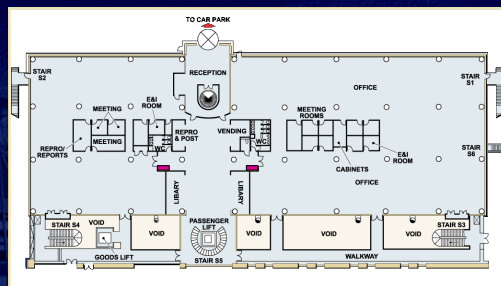 TO CAR PARK
STAIR
S2
RECEPTION
OFFICE
STAIR
S1
MEETING
E&I
ROOM
REPRO
& POST
VENDING
MEETING
ROOMS
WC
WC
REPRO/
REPORTS
MEETING
STAIR
S6
E&I
ROOM
CABINETS
OFFICE
LIBARY
LIBARY
PASSENGER
LIFT
VOID
STAIR S4
VOID
VOID
VOID
VOID
STAIR S3
GOODS LIFT
STAIR S5
WALKWAY